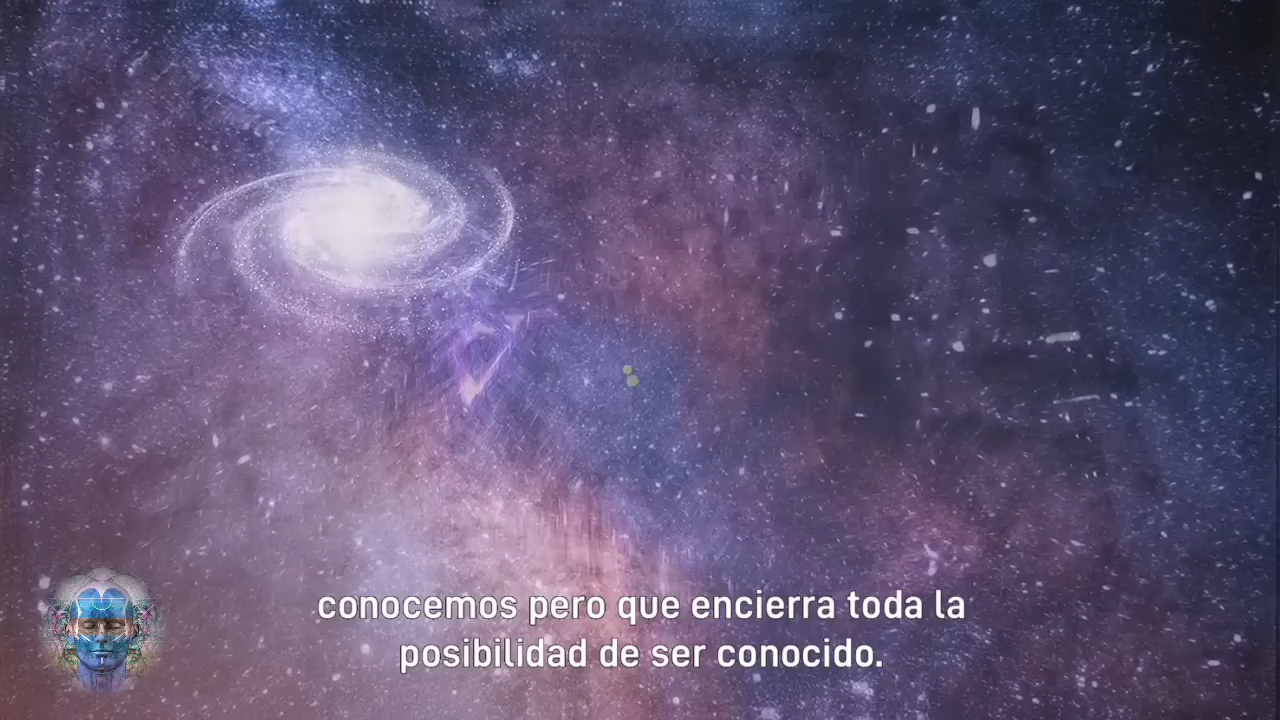 conocemos pero que encierra toda la
posibilidad de ser conocido.